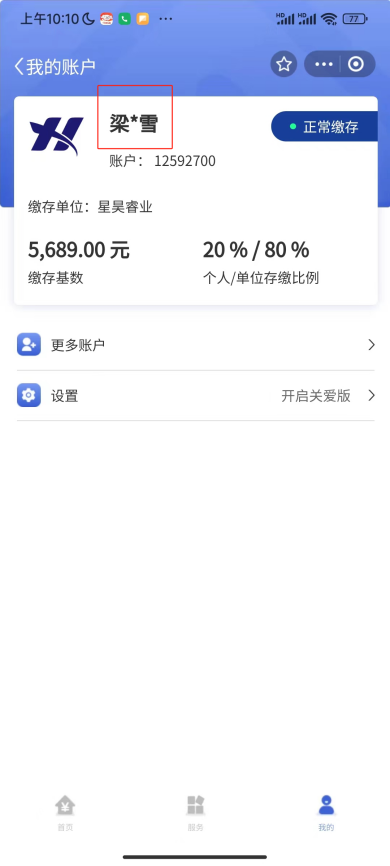 上午10:10 HD HD 77
我的账户
梁*雪
正常缴存
账户： 12592700
缴存单位：星昊睿业
5,689.00 元
20 % / 80 %
缴存基数
个人/单位存缴比例
更多账户
设置
开启关爱版
首页
服务
我的